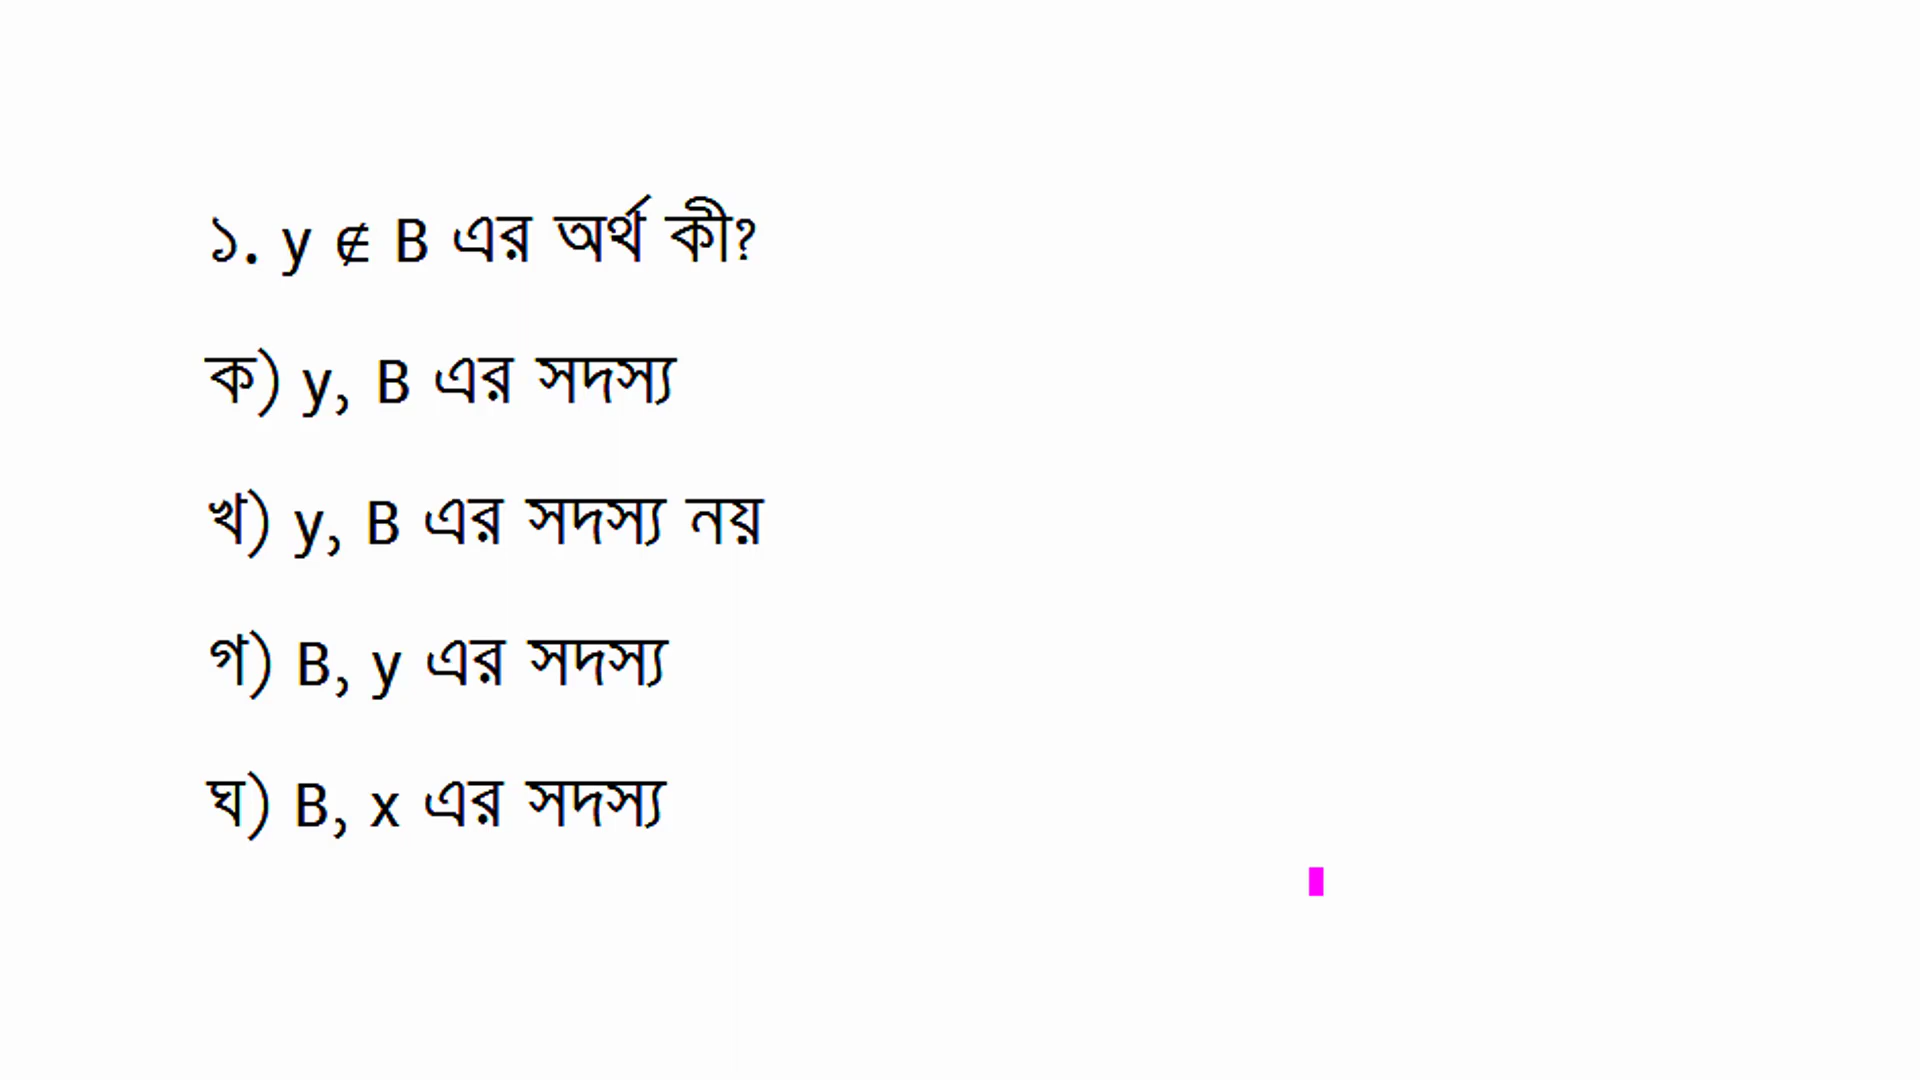 ১. y ∉ B এর অর্থ কী?
ক) y, B এর সদস্য
খ) y, B এর সদস্য নয়
গ) B, y এর সদস্য
ঘ) B, x এর সদস্য